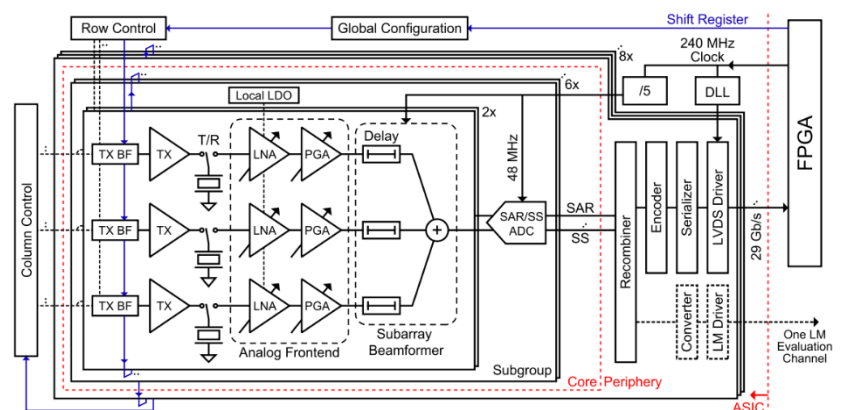 Row Control
Global Configuration
Shift Register
8x
240 MHz
Clock
6x
/5
DLL
Local LDO
2x
Delay
T/R
TX BF
TX
LNA
PGA
48 MHz
TX BF
TX
LNA
PGA
SAR/SS
ADC
SAR
SS
TX BF
TX
LNA
PGA
Column Control
Analog Frontend
Subarray
Beamformer
Subgroup
Core
Periphery
Recombiner
Encoder
Serializer
LVDS Driver
Converter
LM Driver
29 Gb/s
FPGA
One LM
Evaluation
Channel
ASIC